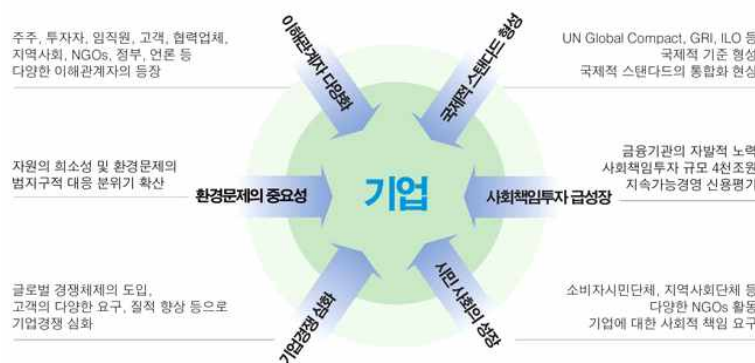 주주, 투자자, 임직원, 고객, 협력업체,
지역사회, NGOs, 정부, 언론 등
다양한 이해관계자의 등장
이해관계자 다양화
국제적 스탠다드 형성
UN Global Compact, GRI, ILO 등
국제적 기준 형성
국제적 스탠다드의 통합화 현상
자원의 희소성 및 환경문제의
범지구적 대응 분위기 확산
환경문제의 중요성
기업
사회책임투자 급성장
금융기관의 자발적 노력
사회책임투자 규모 4천조원
지속가능경영 신용평가
글로벌 경쟁체제의 도입,
고객의 다양한 요구, 질적 향상 등으로
기업경쟁 심화
기업경쟁 심화
시민 사회의 성장
소비자시민단체, 지역사회단체 등
다양한 NGOs 활동
기업에 대한 사회적 책임 요구